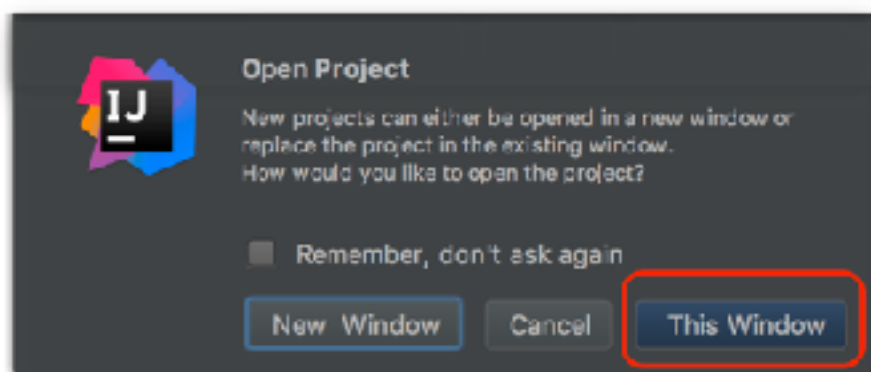 IJ
Open Project
New projects can either be opened in a new window or
replace the project in the existing window.
How would you like to open the project?
Remember, don't ask again
New Window
Cancel
This Window